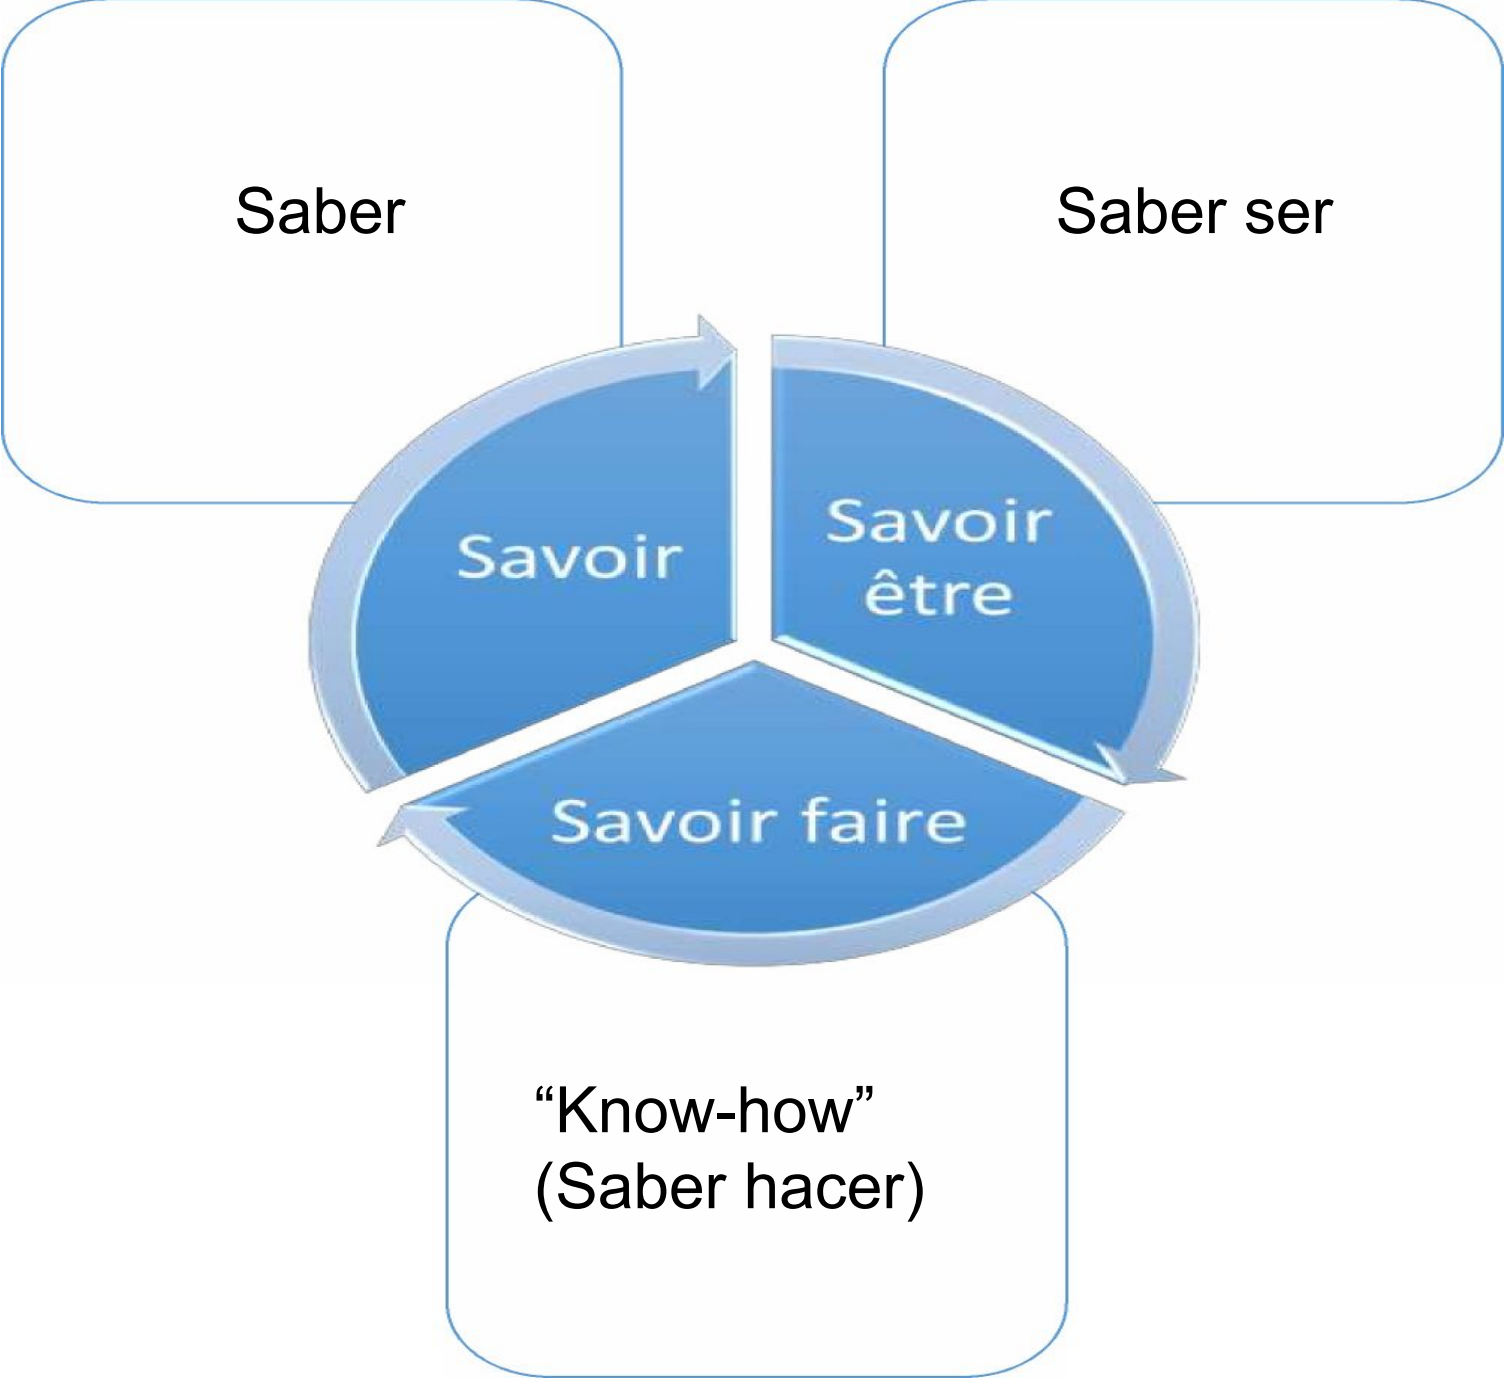 Saber
Saber ser
Savoir
Savoir
être
Savoir faire
“Know-how”
(Saber hacer)